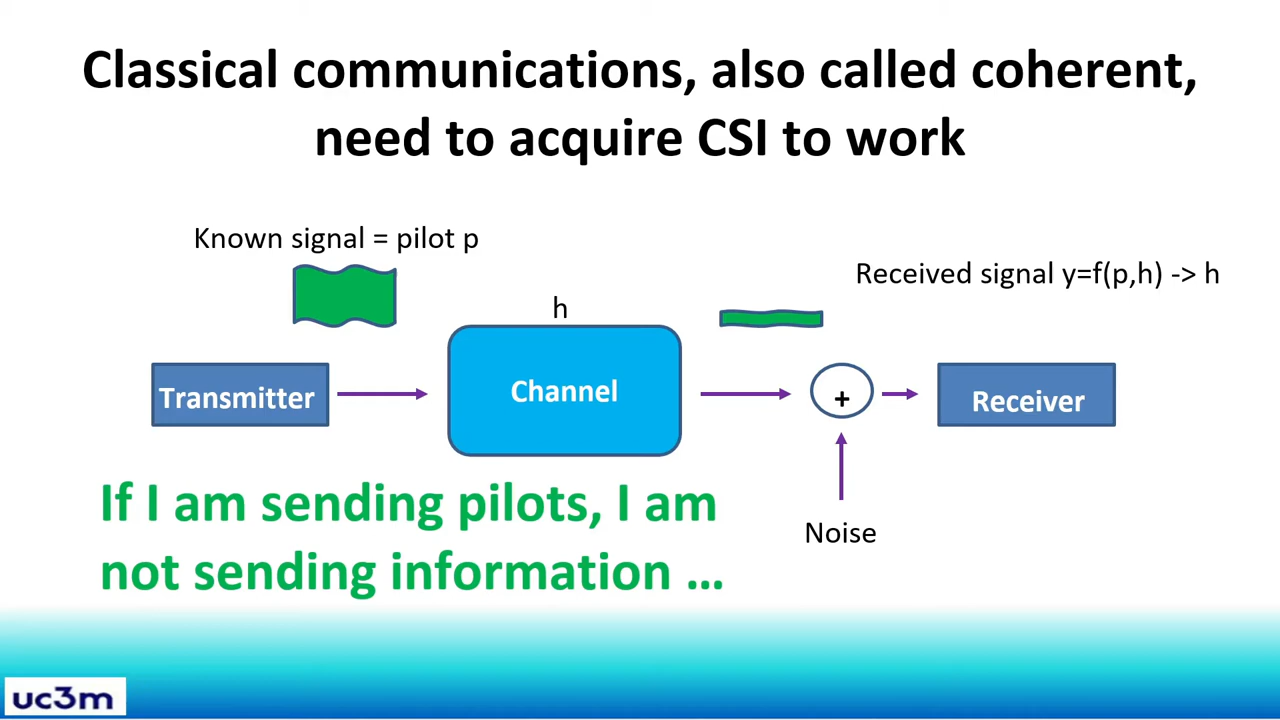 Classical communications, also called coherent,
need to acquire CSI to work
Known signal = pilot p
Received signal y=f(p,h) -> h
h
Transmitter
Channel
+
Receiver
If I am sending pilots, I am
not sending information …
Noise
uc3m